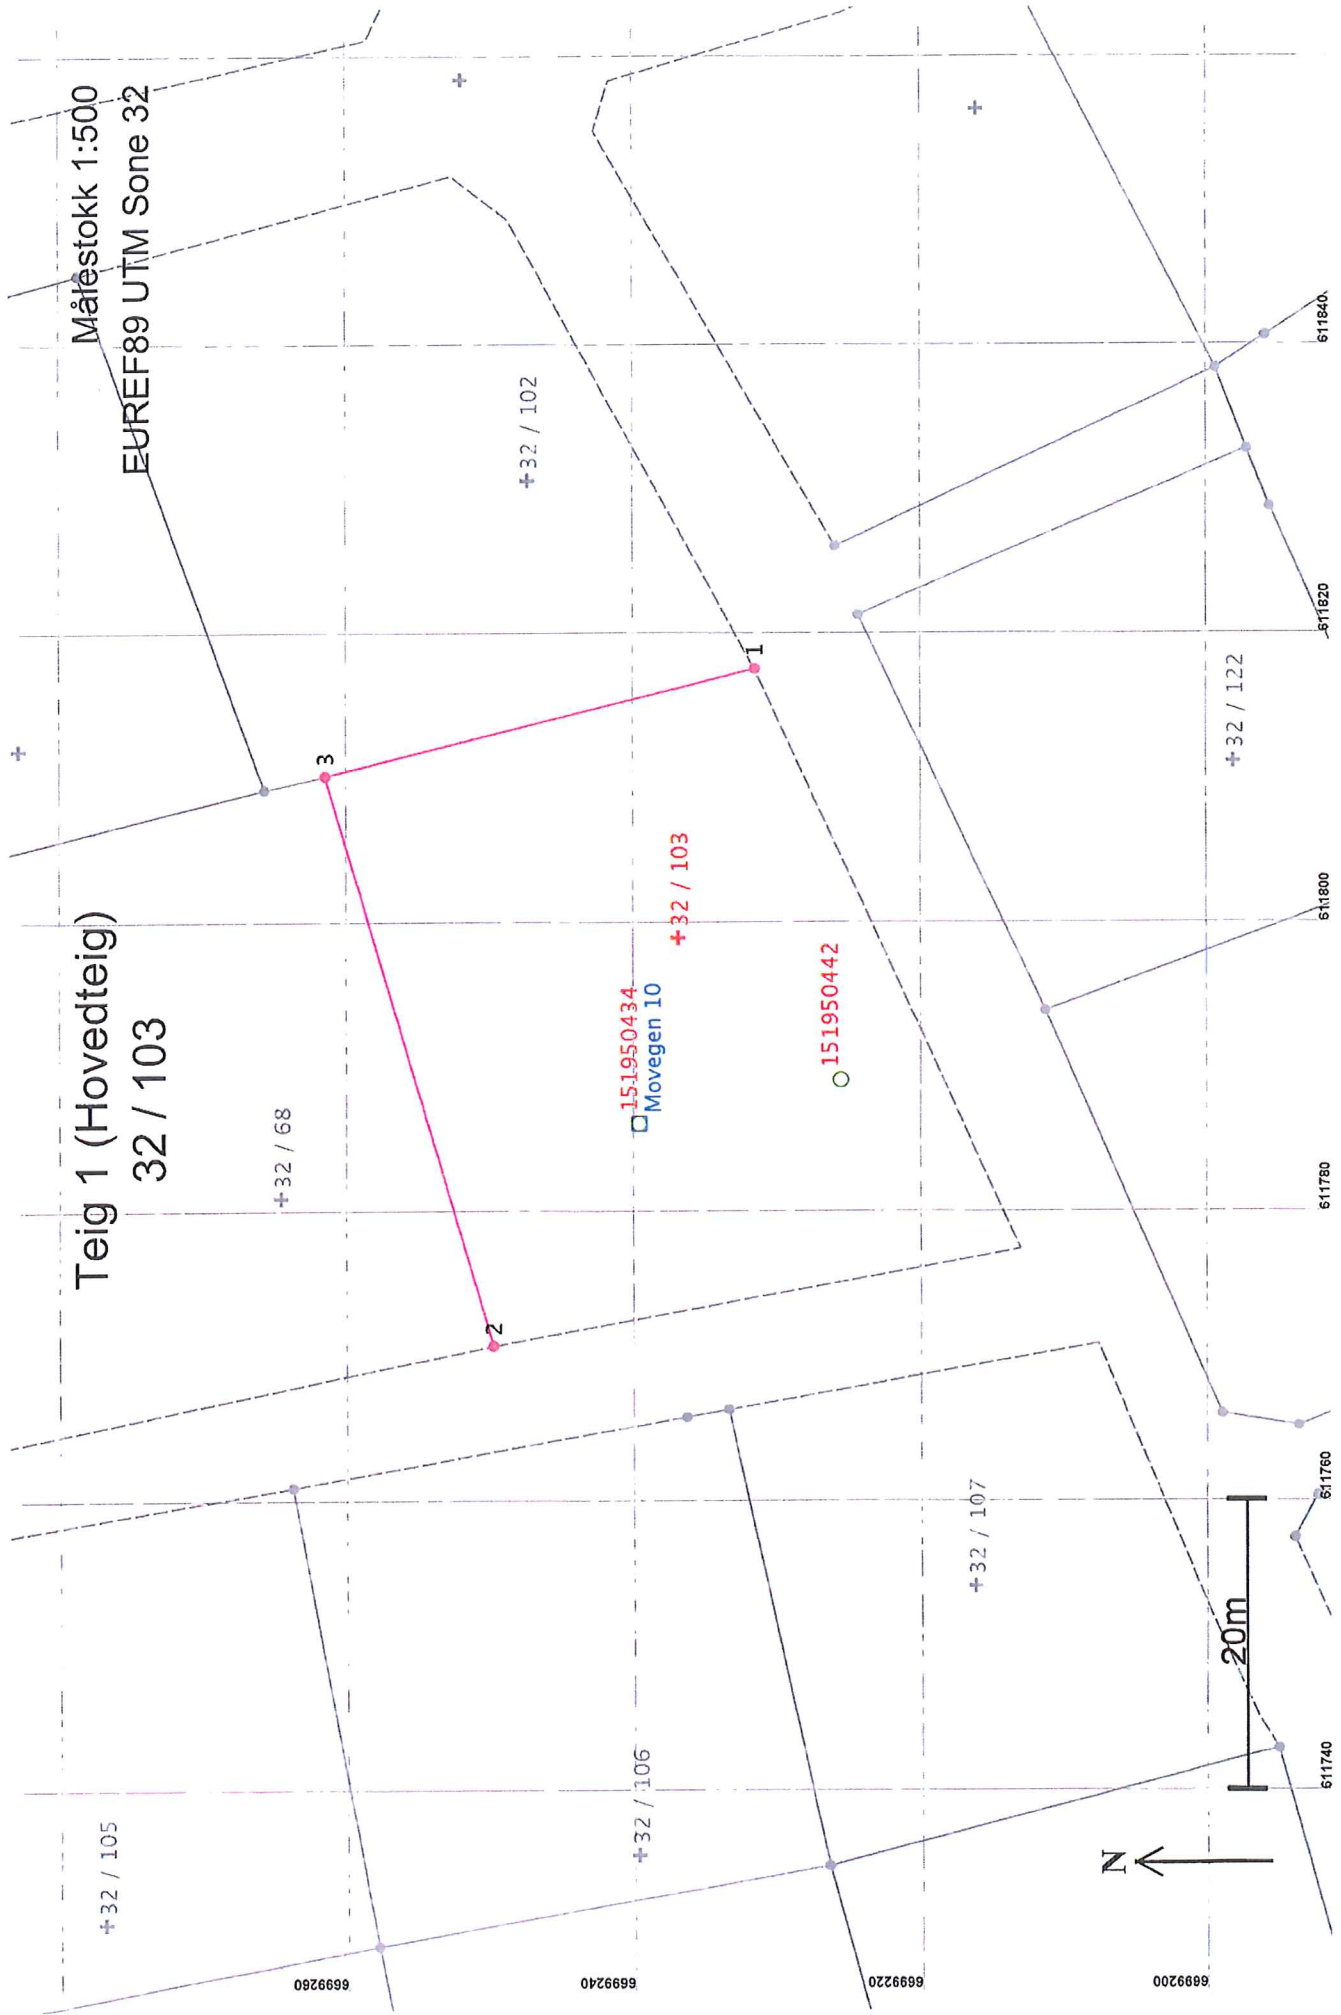 Teig 1 (Hovedteig)
32 / 103
Målestokk 1:500
EUREF89 UTM Sone 32
32 / 105
32 / 68
32 / 102
32 / 106
151950434
Movegen 10
32 / 103
151950442
32 / 107
32 / 122
1
2
3
N
20m
6699260
6699240
6699220
6699200
611740
611760
611780
611800
611820
611840